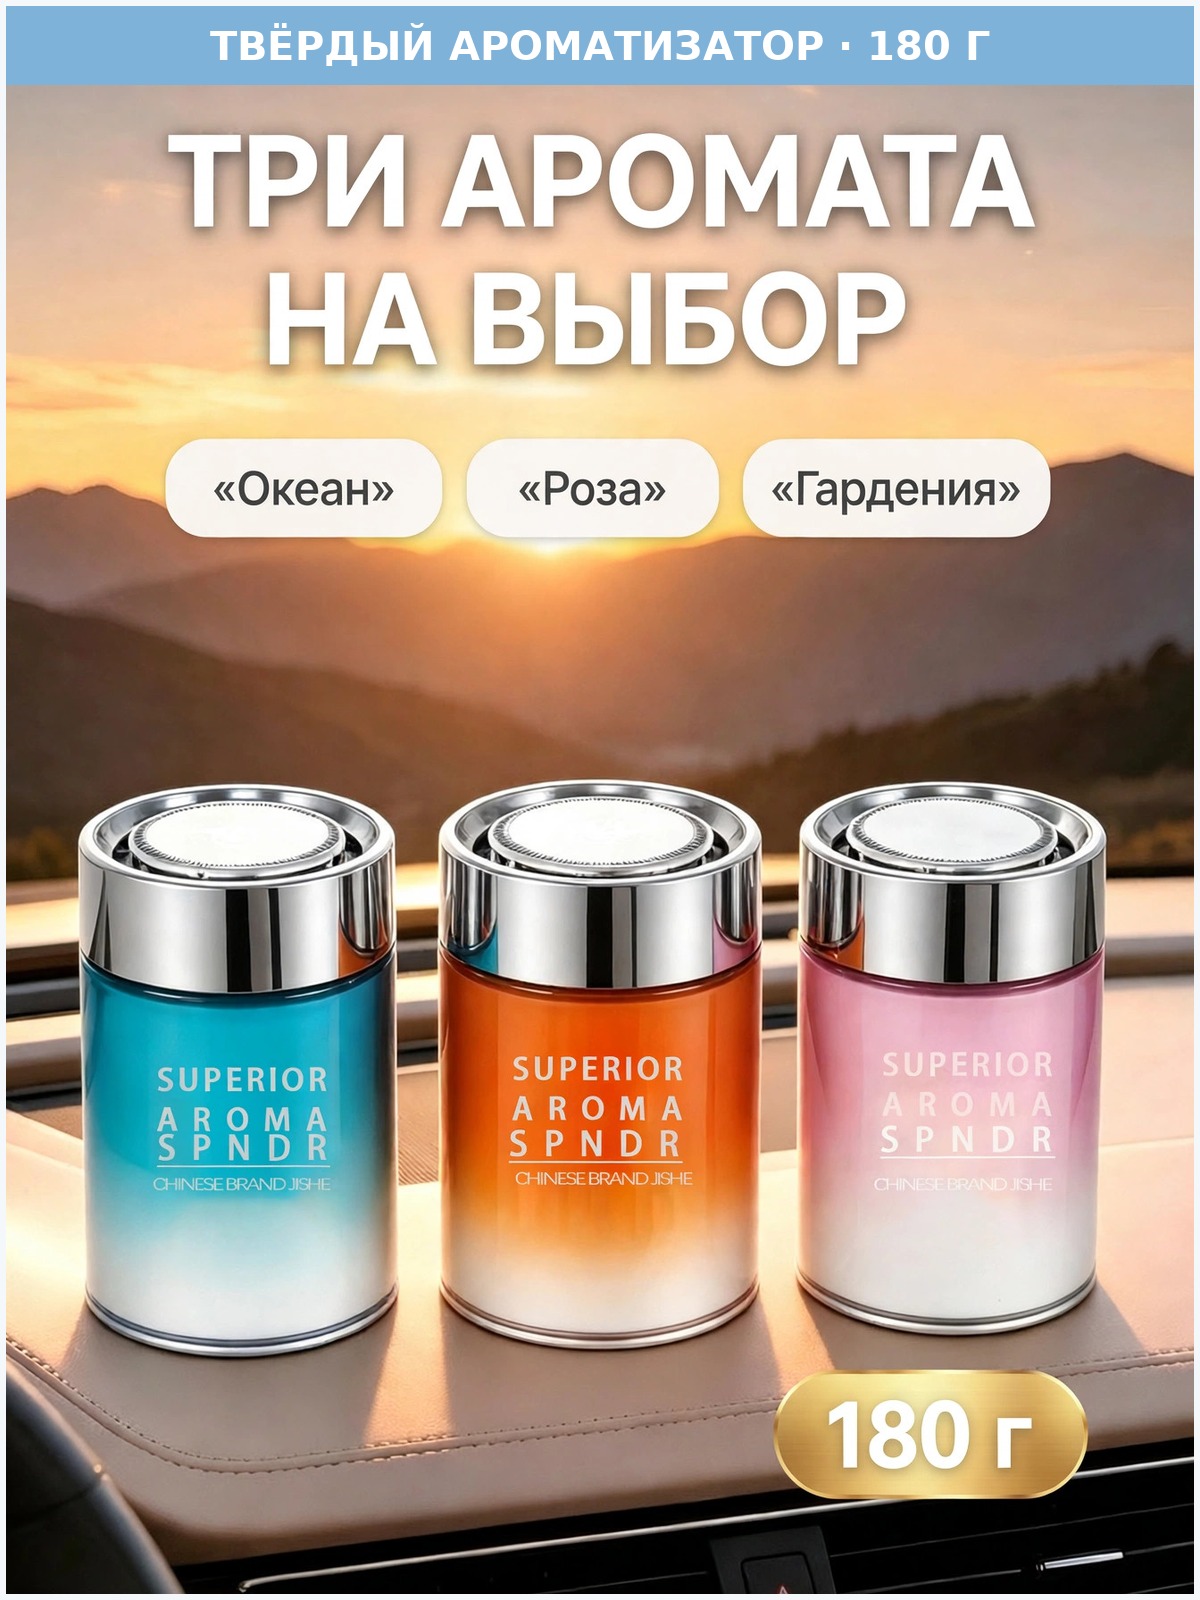 ТВЁРДЫЙ АРОМАТИЗАТОР · 180 Г
ТРИ АРОМАТА
НА ВЫБОР
«Океан» «Роза» «Гардения»
SUPERIOR
AROMA
SPNDR
CHINESE BRAND JISHE
SUPERIOR
AROMA
SPNDR
CHINESE BRAND JISHE
SUPERIOR
AROMA
SPNDR
CHINESE BRAND JISHE
180 г